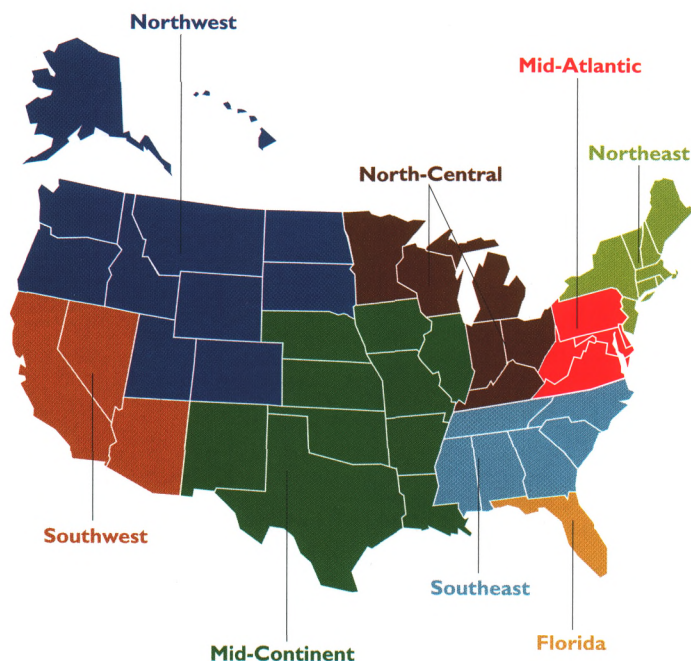 Northwest
Mid-Atlantic
Northeast
North-Central
Southwest
Southeast
Florida
Mid-Continent